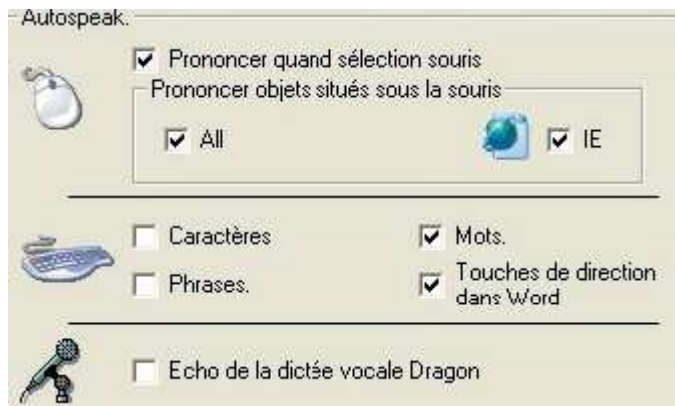 Autospeak.
Prononcer quand sélection souris
Prononcer objets situés sous la souris
All
IE
Caractères
Mots.
Phrases.
Touches de direction
dans Word
Echo de la dictée vocale Dragon